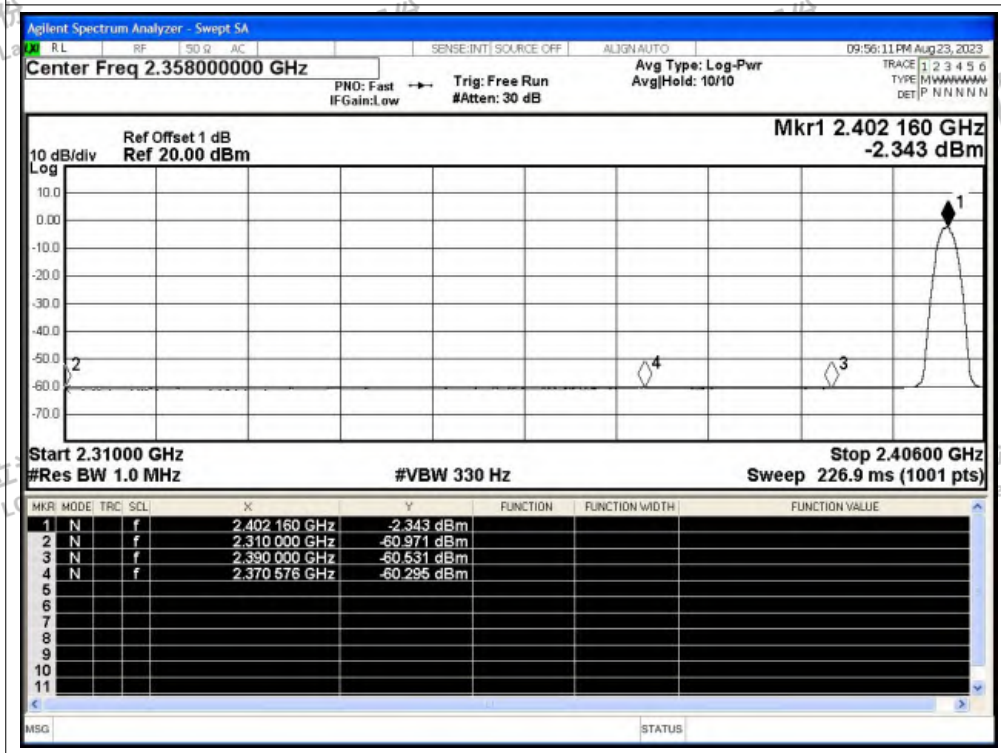 Agilent Spectrum Analyzer - Swept SA
RL RF 50 Ω AC SENSE:INT SOURCE OFF ALIGN AUTO 09:56:11 PM Aug 23, 2023
Center Freq 2.358000000 GHz
PNO: Fast
IFGain:Low
Trig: Free Run
#Atten: 30 dB
Avg Type: Log-Pwr
Avg|Hold: 10/10
TRACE 1 2 3 4 5 6
TYPE M
DET P N N N N N
Ref Offset 1 dB
10 dB/div Ref 20.00 dBm
Log
Mkr1 2.402 160 GHz
-2.343 dBm
10.0
0.00
-10.0
-20.0
-30.0
-40.0
-50.0
-60.0
-70.0
1
2
4
3
Start 2.31000 GHz Stop 2.40600 GHz
#Res BW 1.0 MHz #VBW 330 Hz Sweep 226.9 ms (1001 pts)
MKR MODE TRC SCL X Y FUNCTION FUNCTION WIDTH FUNCTION VALUE
1 N f 2.402 160 GHz -2.343 dBm
2 N f 2.310 000 GHz -60.971 dBm
3 N f 2.390 000 GHz -60.531 dBm
4 N f 2.370 576 GHz -60.295 dBm
5
6
7
8
9
10
11
MSG STATUS